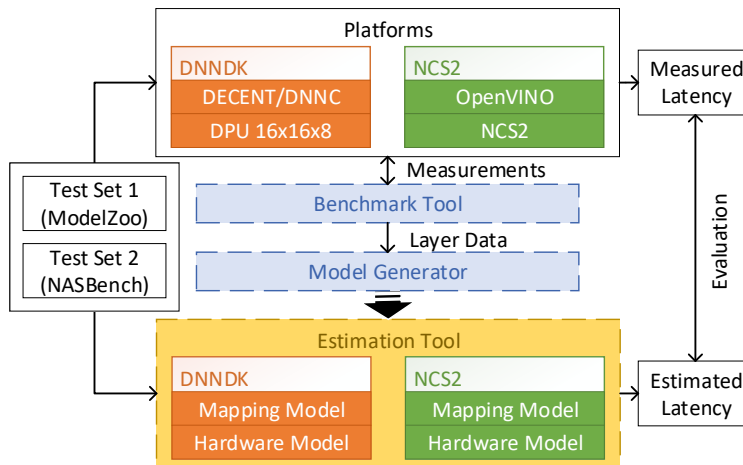 Platforms
DNNDK
DECENT/DNNC
DPU 16x16x8
NCS2
OpenVINO
NCS2
Measured
Latency
Test Set 1
(ModelZoo)
Test Set 2
(NASBench)
Measurements
Benchmark Tool
Layer Data
Model Generator
Evaluation
Estimation Tool
DNNDK
Mapping Model
Hardware Model
NCS2
Mapping Model
Hardware Model
Estimated
Latency